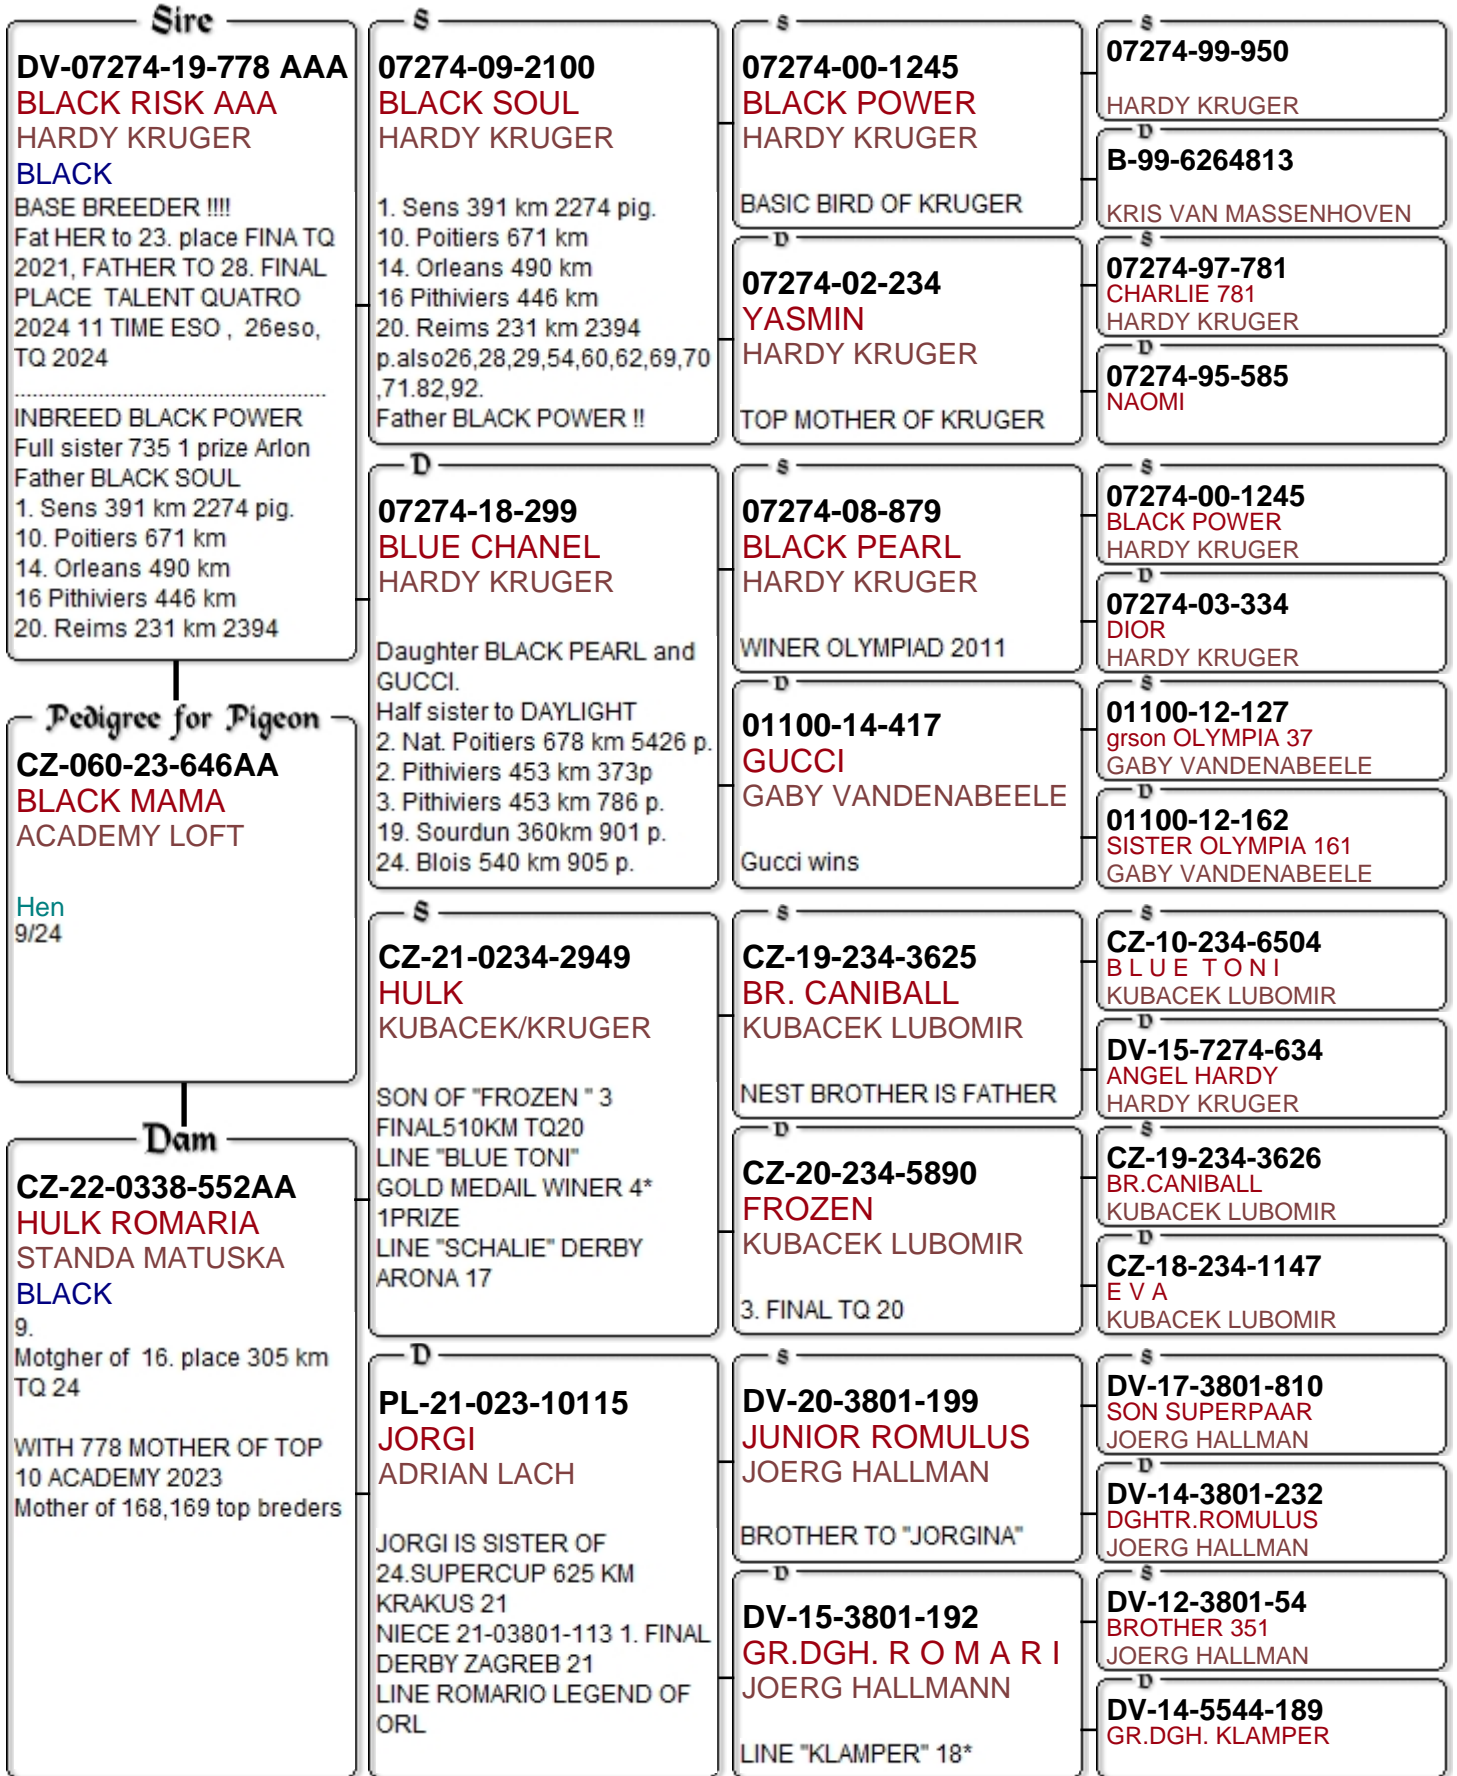 Sire
DV-07274-19-778 AAA
BLACK RISK AAA
HARDY KRUGER
BLACK
BASE BREEDER !!!!
Fat HER to 23. place FINA TQ
2021, FATHER TO 28. FINAL
PLACE TALENT QUATRO
2024 11 TIME ESO , 26eso,
TQ 2024
....................................................
INBREED BLACK POWER
Full sister 735 1 prize Arlon
Father BLACK SOUL
1. Sens 391 km 2274 pig.
10. Poitiers 671 km
14. Orleans 490 km
16 Pithiviers 446 km
20. Reims 231 km 2394
Pedigree for Pigeon
CZ-060-23-646AA
BLACK MAMA
ACADEMY LOFT
Hen
9/24
Dam
CZ-22-0338-552AA
HULK ROMARIA
STANDA MATUSKA
BLACK
9.
Motgher of 16. place 305 km
TQ 24
WITH 778 MOTHER OF TOP
10 ACADEMY 2023
Mother of 168,169 top breders
S
07274-09-2100
BLACK SOUL
HARDY KRUGER
1. Sens 391 km 2274 pig.
10. Poitiers 671 km
14. Orleans 490 km
16 Pithiviers 446 km
20. Reims 231 km 2394
p.also26,28,29,54,60,62,69,70
,71.82,92.
Father BLACK POWER !!
D
07274-18-299
BLUE CHANEL
HARDY KRUGER
Daughter BLACK PEARL and
GUCCI.
Half sister to DAYLIGHT
2. Nat. Poitiers 678 km 5426 p.
2. Pithiviers 453 km 373p
3. Pithiviers 453 km 786 p.
19. Sourdun 360km 901 p.
24. Blois 540 km 905 p.
S
CZ-21-0234-2949
HULK
KUBACEK/KRUGER
SON OF "FROZEN " 3
FINAL510KM TQ20
LINE "BLUE TONI"
GOLD MEDAIL WINER 4*
1PRIZE
LINE "SCHALIE" DERBY
ARONA 17
D
PL-21-023-10115
JORGI
ADRIAN LACH
JORGI IS SISTER OF
24.SUPERCUP 625 KM
KRAKUS 21
NIECE 21-03801-113 1. FINAL
DERBY ZAGREB 21
LINE ROMARIO LEGEND OF
ORL
S
07274-00-1245
BLACK POWER
HARDY KRUGER
BASIC BIRD OF KRUGER
D
07274-02-234
YASMIN
HARDY KRUGER
TOP MOTHER OF KRUGER
S
07274-08-879
BLACK PEARL
HARDY KRUGER
WINER OLYMPIAD 2011
D
01100-14-417
GUCCI
GABY VANDENABEELE
Gucci wins
S
CZ-19-234-3625
BR. CANIBALL
KUBACEK LUBOMIR
NEST BROTHER IS FATHER
D
CZ-20-234-5890
FROZEN
KUBACEK LUBOMIR
3. FINAL TQ 20
S
DV-20-3801-199
JUNIOR ROMULUS
JOERG HALLMAN
BROTHER TO "JORGINA"
D
DV-15-3801-192
GR.DGH. R O M A R I
JOERG HALLMANN
LINE "KLAMPER" 18*
S
07274-99-950
HARDY KRUGER
D
B-99-6264813
KRIS VAN MASSENHOVEN
S
07274-97-781
CHARLIE 781
HARDY KRUGER
D
07274-95-585
NAOMI
S
07274-00-1245
BLACK POWER
HARDY KRUGER
D
07274-03-334
DIOR
HARDY KRUGER
S
01100-12-127
grson OLYMPIA 37
GABY VANDENABEELE
D
01100-12-162
SISTER OLYMPIA 161
GABY VANDENABEELE
S
CZ-10-234-6504
B L U E T O N I
KUBACEK LUBOMIR
D
DV-15-7274-634
ANGEL HARDY
HARDY KRUGER
S
CZ-19-234-3626
BR.CANIBALL
KUBACEK LUBOMIR
D
CZ-18-234-1147
E V A
KUBACEK LUBOMIR
S
DV-17-3801-810
SON SUPERPAAR
JOERG HALLMAN
D
DV-14-3801-232
DGHTR.ROMULUS
JOERG HALLMAN
S
DV-12-3801-54
BROTHER 351
JOERG HALLMAN
D
DV-14-5544-189
GR.DGH. KLAMPER